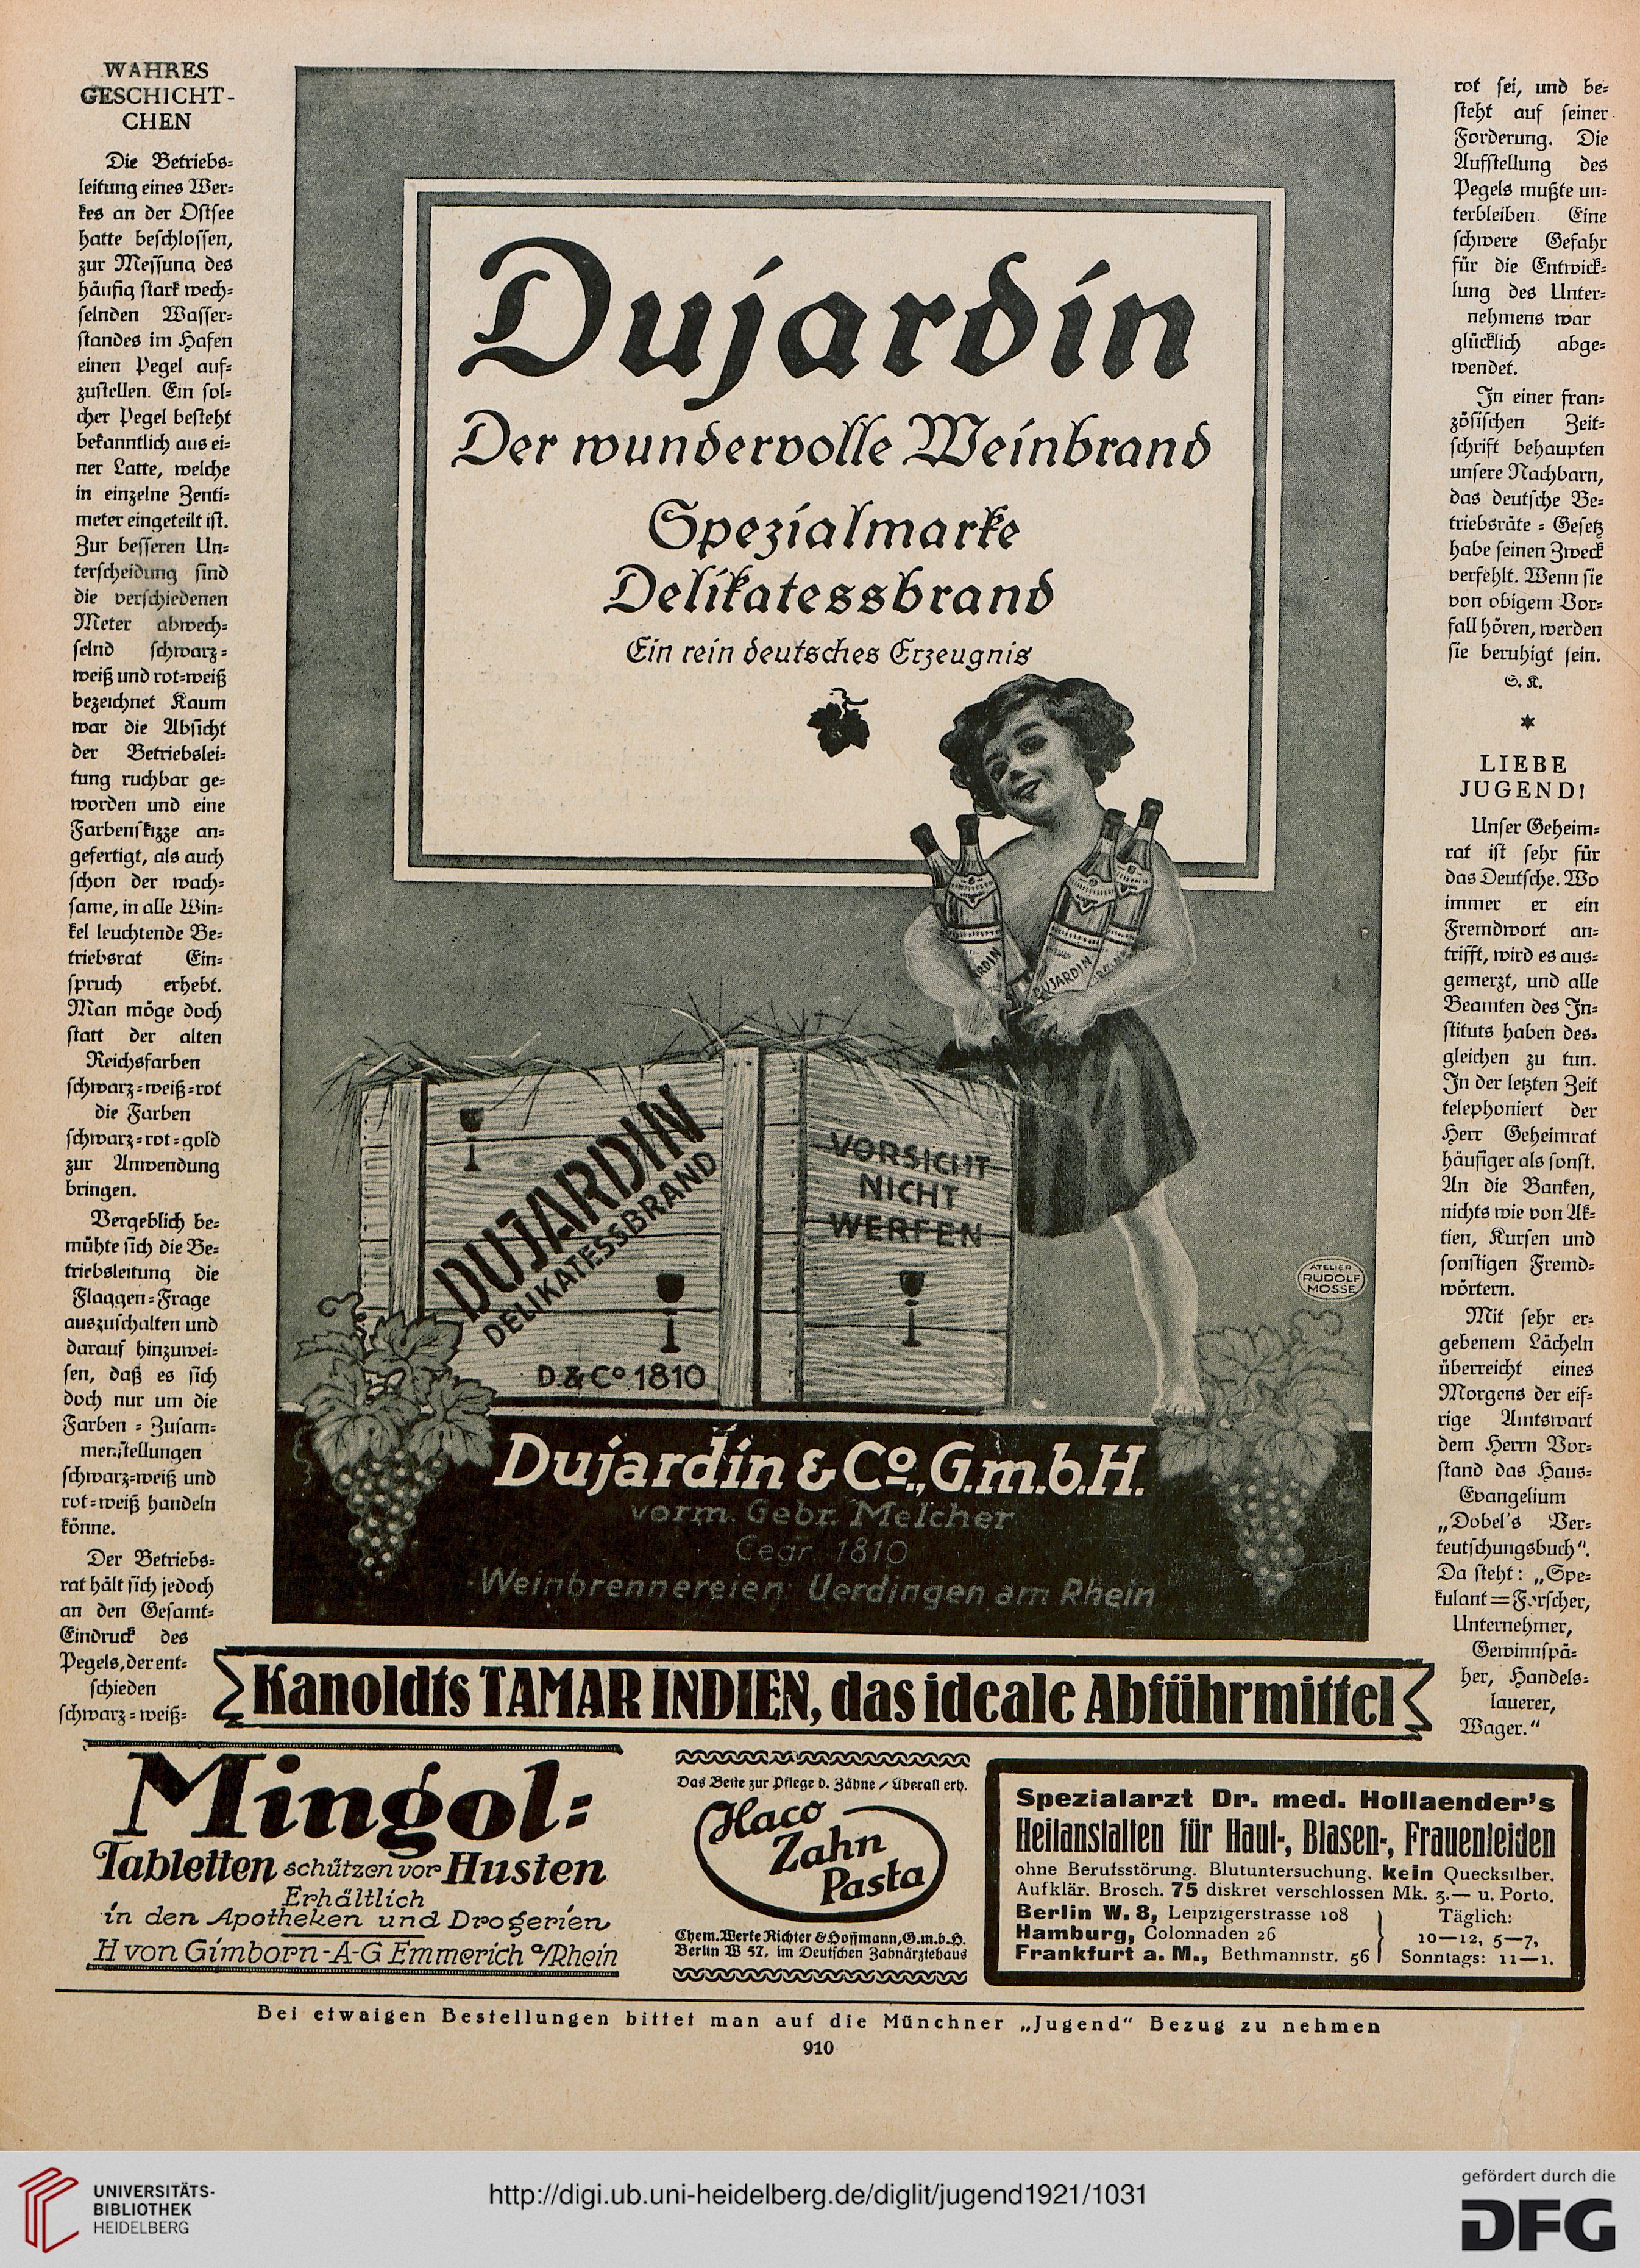 WAHRES
GESCHICHT-
CHEN
Die Betriebs-
leitung eines Wer-
kes an der Ostsee
hatte beschlossen,
zur Messung des
häufig stark wech-
selnden Wasser-
standes im Hafen
einen Pegel auf-
zustellen. Ein sol-
cher Pegel besteht
bekanntlich aus ei-
ner Latte, welche
in einzelne Zenti-
meter eingeteilt ist.
Zur besseren Un-
terscheidung sind
die verschiedenen
Meter abwech-
selnd schwarz-
weiß und rot-weiß
bezeichnet Kaum
war die Absicht
der Betriebslei-
tung ruchbar ge-
worden und eine
Farbenskizze an-
gefertigt, als auch
schon der wach-
same, in alle Win-
kel leuchtende Be-
triebsrat Ein-
spruch erhebt.
Man möge doch
statt der alten
Reichsfarben
schwarz-weiß-rot
die Farben
schwarz-rot-gold
zur Anwendung
bringen.
Vergeblich be-
mühte sich die Be-
triebsleitung die
Flaggen-Frage
auszuschalten und
darauf hinzuwei-
sen, daß es sich
doch nur um die
Farben-Zusam-
menstellungen
schwarz-weiß und
rot-weiß handeln
könne.
Der Betriebs-
rat hält sich jedoch
an den Gesamt-
Eindruck des
Pegels, der ent-
schieden
schwarz-weiß-
Dujardin
Der wundervolle Weinbrand
Spezialmarke
Delikatessbrand
Ein rein deutsches Erzeugnis
RDIN
DUJARDIN
DUJARDIN
DELIKATESSBRAND
D. & Co 1810
VORSICHT
NICHT
WERFEN
ATELIER
RUDOLF
MOSSE
Dujardin & Co., G.m.b.H.
vorm. Gebr. Melcher
Gegr. 1810
Weinbrennereien Uerdingen am Rhein
rot sei, und be-
steht auf seiner
Forderung. Die
Aufstellung des
Pegels mußte un-
terbleiben. Eine
schwere Gefahr
für die Entwick-
lung des Unter-
nehmens war
glücklich abge-
wendet.
In einer fran-
zösischen Zeit-
schrift behaupten
unsere Nachbarn,
das deutsche Be-
triebsräte-Gesetz
habe seinen Zweck
verfehlt. Wenn sie
von obigem Vor-
fall hören, werden
sie beruhigt sein.
S. K.
*
LIEBE
JUGEND!
Unser Geheim-
rat ist sehr für
das Deutsche. Wo
immer er ein
Fremdwort an-
trifft, wird es aus-
gemerzt, und alle
Beamten des In-
stituts haben des-
gleichen zu tun.
In der letzten Zeit
telephoniert der
Herr Geheimrat
häufiger als sonst.
An die Banken,
nichts wie von Ak-
tien, Kursen und
sonstigen Fremd-
wörtern.
Mit sehr er-
gebenem Lächeln
überreicht eines
Morgens der eif-
rige Amtswart
dem Herrn Vor-
stand das Haus-
Evangelium
„Dobel's Ver-
teutschungsbuch“.
Da steht: „Spe-
kulant = Forscher,
Unternehmer,
Gewinnspä-
her, Handels-
lauerer,
Wager.“
Kanoldts TAMAR INDIEN, das ideale Abführmittel
Mingol-
Tabletten schützen vor Husten
Erhältlich
in den Apotheken und Drogerien
H von Gimborn-A-G Emmerich a/Rhein
Das Beste zur Pflege d. Zähne / Überall erh.
Haco
Zahn
Pasta
Chem. Werke Richter & Hoffmann, G.m.b.H.
Berlin W 57, im Deutschen Zahnärztehaus
Spezialarzt Dr. med. Hollaender's
Heilanstalten für Haut-, Blasen-, Frauenleiden
ohne Berufsstörung. Blutuntersuchung. kein Quecksilber.
Aufklär. Brosch. 75 diskret verschlossen Mk. 3.— u. Porto.
Berlin W. 8, Leipzigerstrasse 108
Hamburg, Colonnaden 26
Frankfurt a. M., Bethmannstr. 56
Täglich:
10—12, 5—7,
Sonntags: 11—1.
Bei etwaigen Bestellungen bittet man auf die Münchner „Jugend“ Bezug zu nehmen
910
UNIVERSITÄTS-
BIBLIOTHEK
HEIDELBERG
http://digi.ub.uni-heidelberg.de/diglit/jugend1921/1031
gefördert durch die
DFG